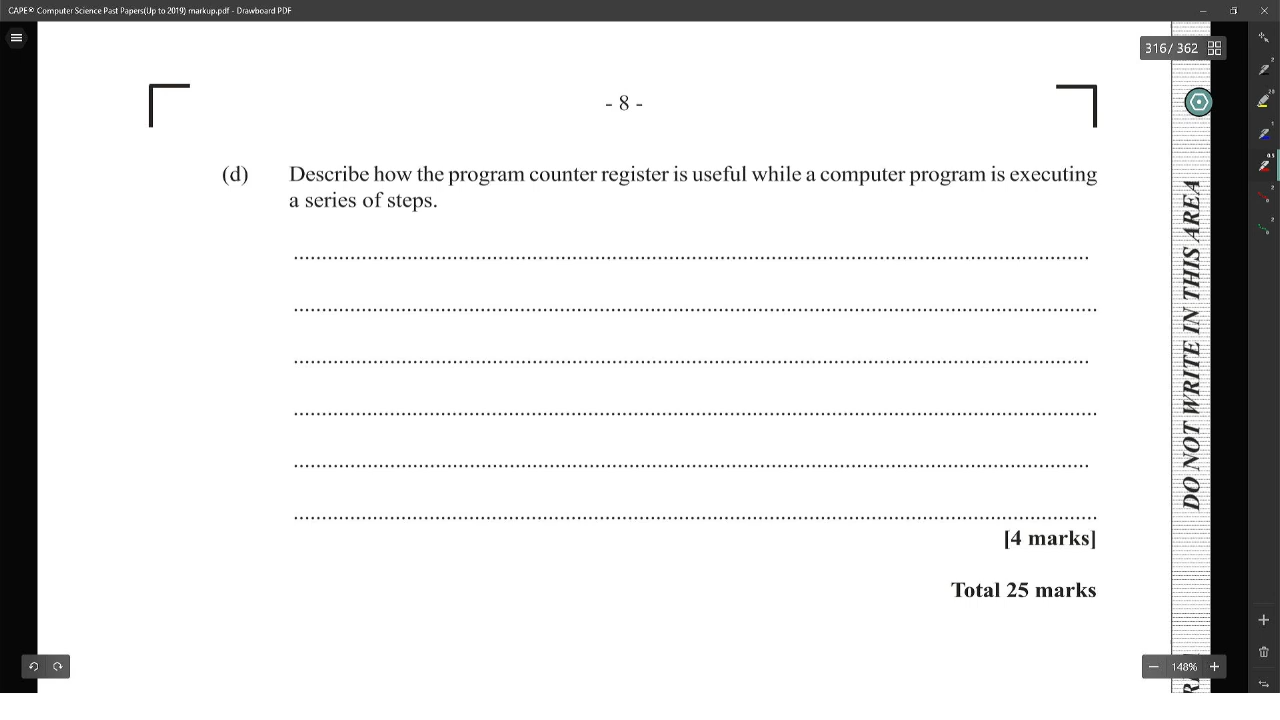 CAPE® Computer Science Past Papers(Up to 2019) markup.pdf - Drawboard PDF
316 / 362
- 8 -
(d) Describe how the program counter register is useful while a computer program is executing
a series of steps.
DO NOT WRITE IN THIS AREA
[4 marks]
Total 25 marks
148%